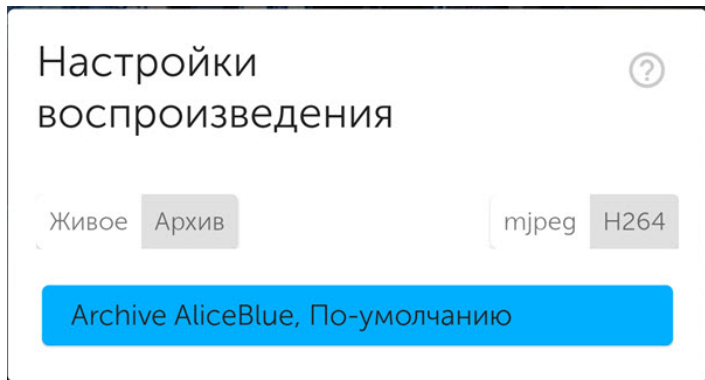 Настройки
воспроизведения
?
Живое Архив mjpeg H264
Archive AliceBlue, По-умолчанию